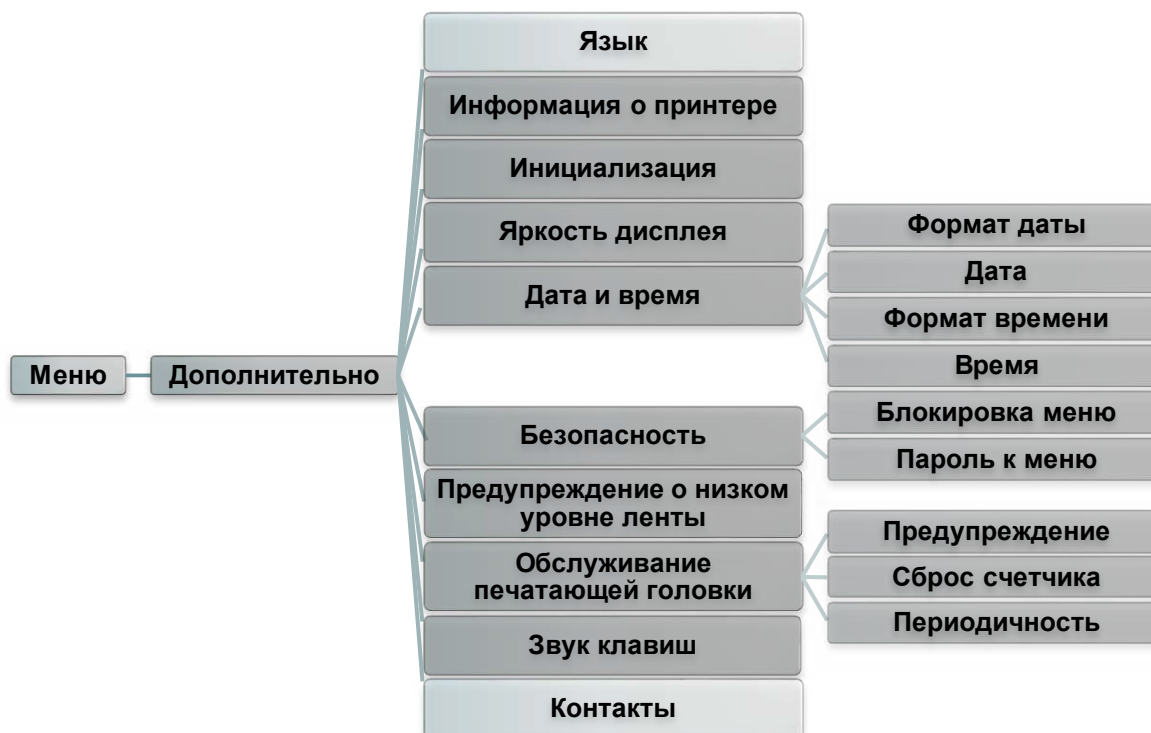 Язык
Информация о принтере
Инициализация
Яркость дисплея
Дата и время
Формат даты
Дата
Формат времени
Время
Меню
Дополнительно
Безопасность
Блокировка меню
Пароль к меню
Предупреждение о низком
уровне ленты
Обслуживание
печатающей головки
Предупреждение
Сброс счетчика
Периодичность
Звук клавиш
Контакты